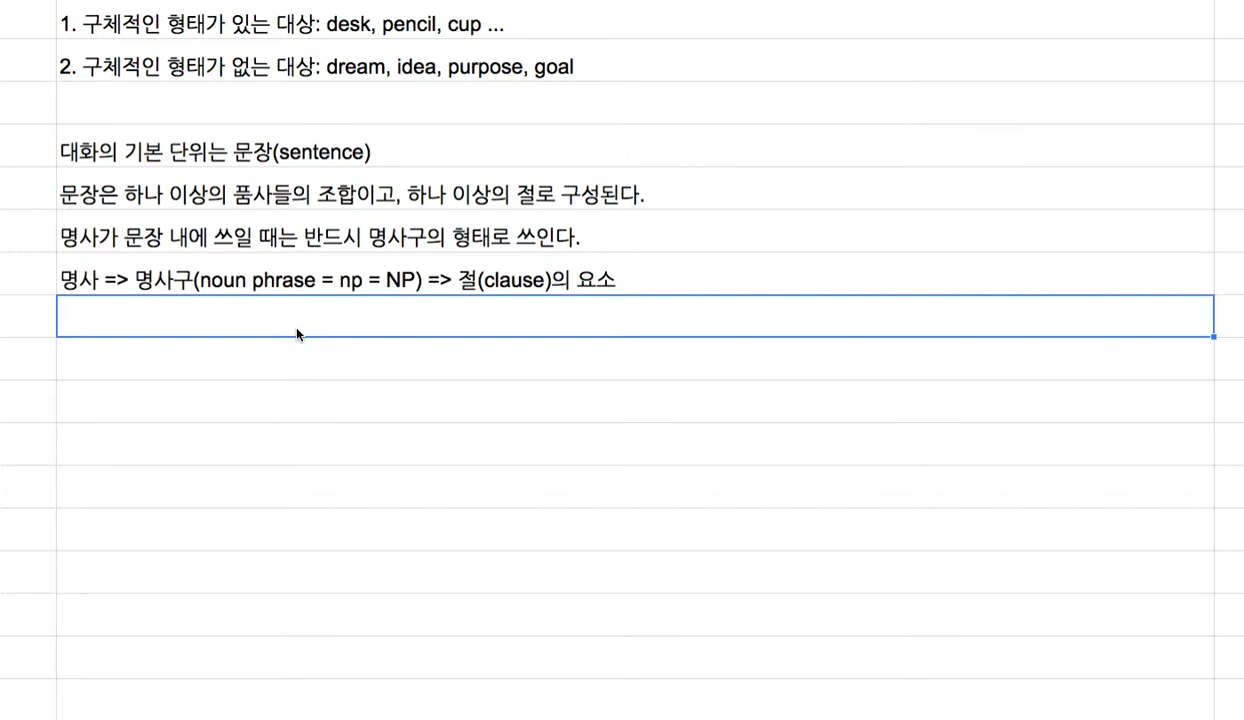 1. 구체적인 형태가 있는 대상: desk, pencil, cup ...
2. 구체적인 형태가 없는 대상: dream, idea, purpose, goal
대화의 기본 단위는 문장(sentence)
문장은 하나 이상의 품사들의 조합이고, 하나 이상의 절로 구성된다.
명사가 문장 내에 쓰일 때는 반드시 명사구의 형태로 쓰인다.
명사 => 명사구(noun phrase = np = NP) => 절(clause)의 요소